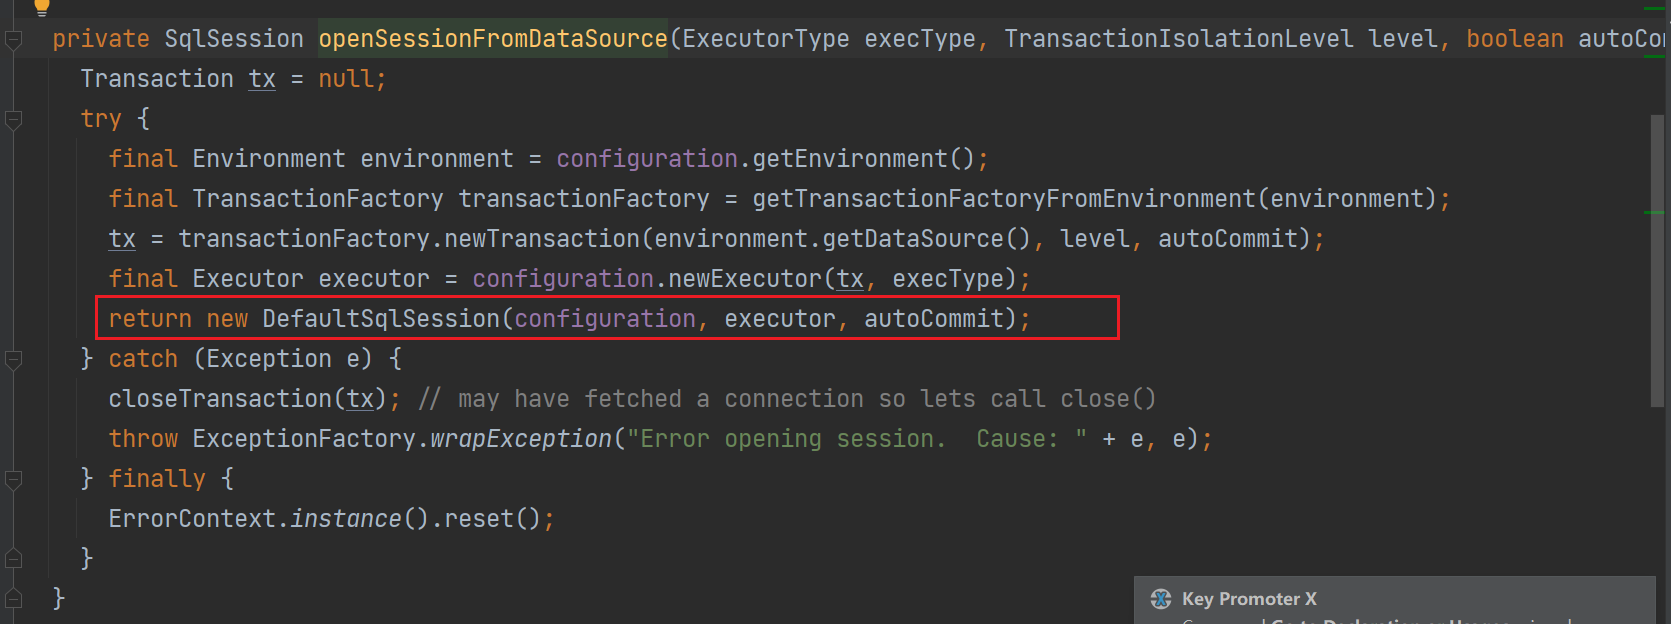 private SqlSession openSessionFromDataSource(ExecutorType execType, TransactionIsolationLevel level, boolean
Transaction tx = null;
try {
final Environment environment = configuration.getEnvironment();
final TransactionFactory transactionFactory = getTransactionFactoryFromEnvironment(environment);
tx = transactionFactory.newTransaction(environment.getDataSource(), level, autoCommit);
final Executor executor = configuration.newExecutor(tx, execType);
return new DefaultSqlSession(configuration, executor, autoCommit);
} catch (Exception e) {
closeTransaction(tx); // may have fetched a connection so lets call close()
throw ExceptionFactory.wrapException("Error opening session.  Cause: " + e, e);
} finally {
ErrorContext.instance().reset();
}
}
Key Promoter X